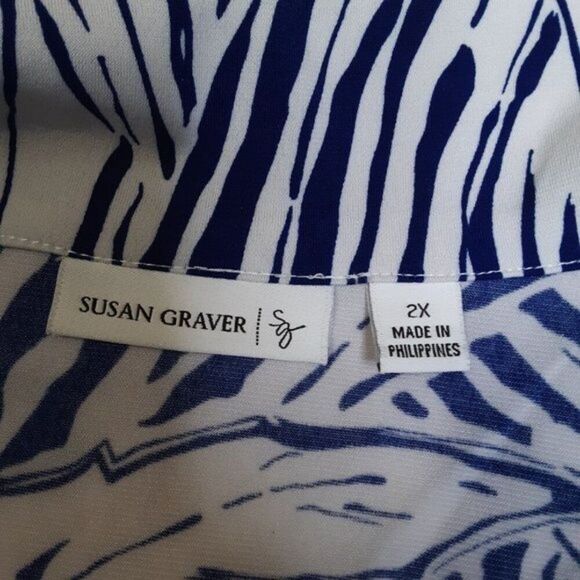 SUSAN GRAVER
sg
2X
MADE IN
PHILIPPINES